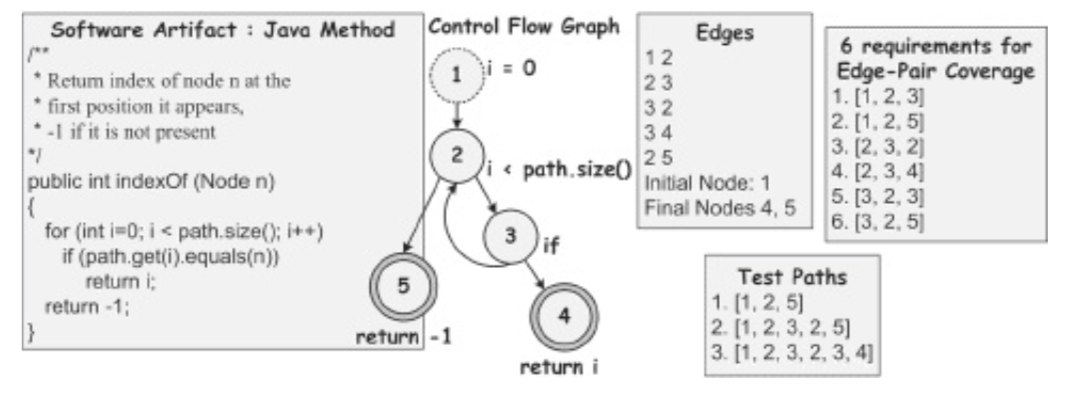 Software Artifact : Java Method
/**
* Return index of node n at the
* first position it appears,
* -1 if it is not present
*/
public int indexOf (Node n)
{
for (int i=0; i < path.size(); i++)
if (path.get(i).equals(n))
return i;
return -1;
}
Control Flow Graph
1
i = 0
2
i < path.size()
3
if
5
return -1
4
return i
Edges
1 2
2 3
3 2
3 4
2 5
Initial Node: 1
Final Nodes 4, 5
6 requirements for
Edge-Pair Coverage
1. [1, 2, 3]
2. [1, 2, 5]
3. [2, 3, 2]
4. [2, 3, 4]
5. [3, 2, 3]
6. [3, 2, 5]
Test Paths
1. [1, 2, 5]
2. [1, 2, 3, 2, 5]
3. [1, 2, 3, 2, 3, 4]